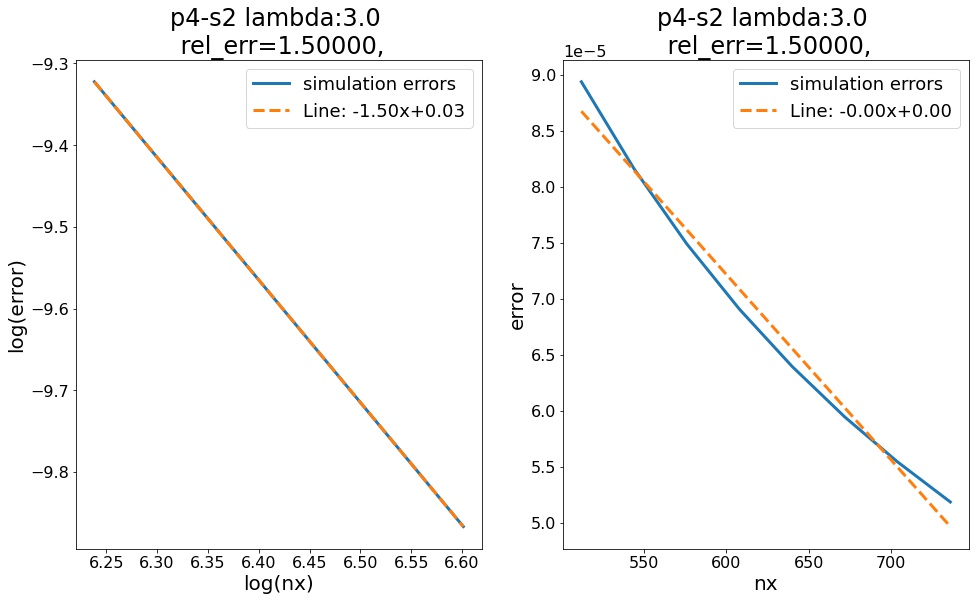 p4-s2 lambda:3.0
rel_err=1.50000,
simulation errors
Line: -1.50x+0.03
log(error)
−9.3
−9.4
−9.5
−9.6
−9.7
−9.8
6.25 6.30 6.35 6.40 6.45 6.50 6.55 6.60
log(nx)
p4-s2 lambda:3.0
rel_err=1.50000,
1e−5
simulation errors
Line: -0.00x+0.00
error
9.0
8.5
8.0
7.5
7.0
6.5
6.0
5.5
5.0
550 600 650 700
nx